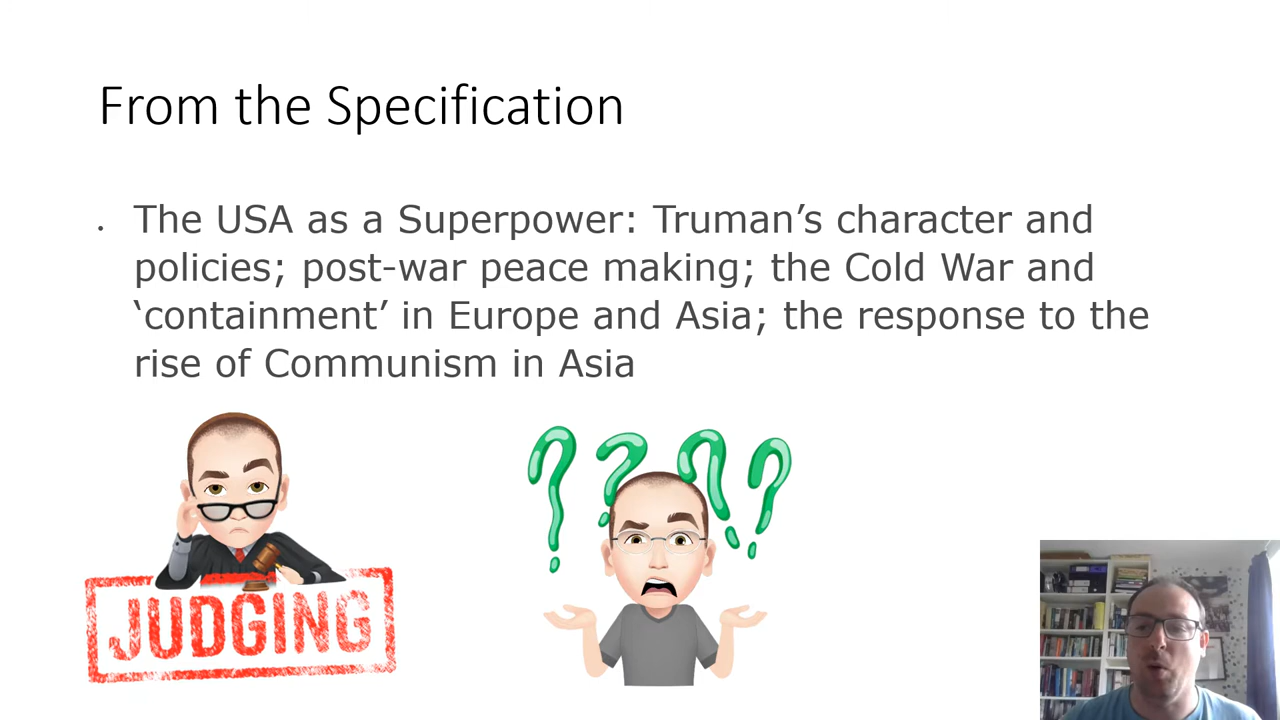 From the Specification
• The USA as a Superpower: Truman’s character and
policies; post-war peace making; the Cold War and
‘containment’ in Europe and Asia; the response to the
rise of Communism in Asia
? ? ? ?
JUDGING